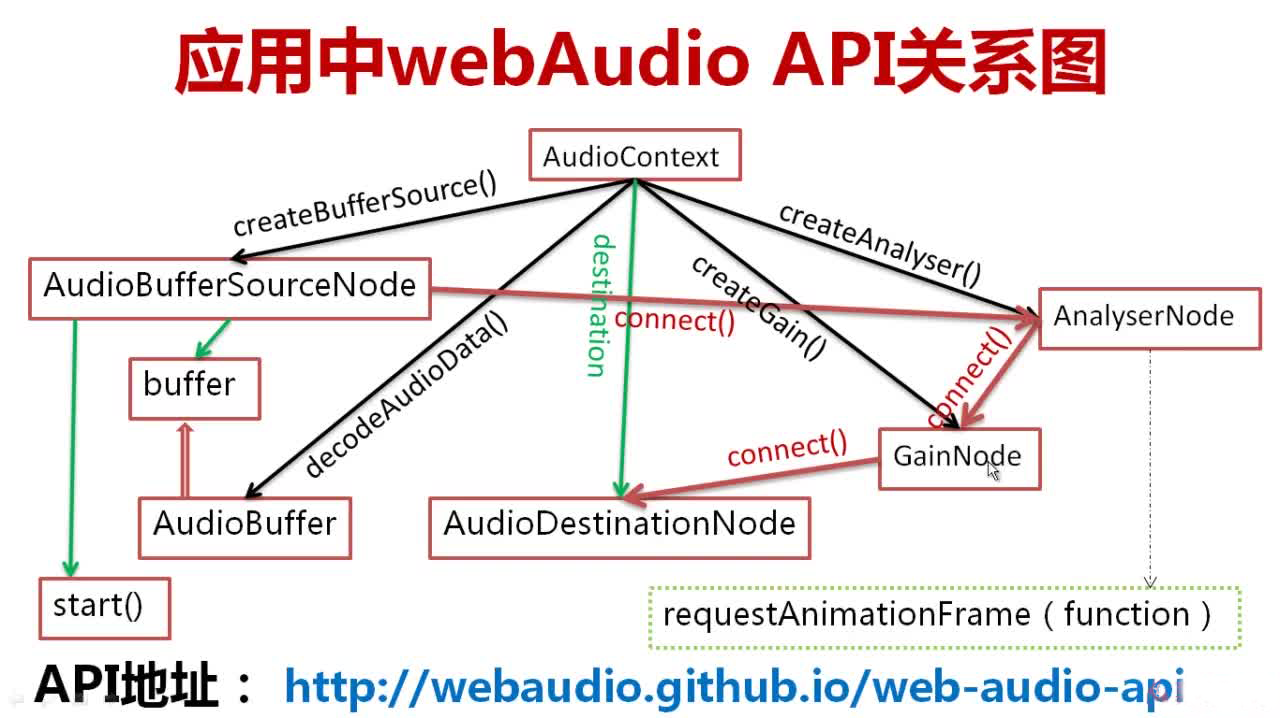 应用中webAudio API关系图
AudioContext
createBufferSource()
createAnalyser()
AudioBufferSourceNode
destination
createGain()
connect()
AnalyserNode
decodeAudioData()
connect()
buffer
connect()
GainNode
AudioBuffer
AudioDestinationNode
start()
requestAnimationFrame（function）
API地址： http://webaudio.github.io/web-audio-api